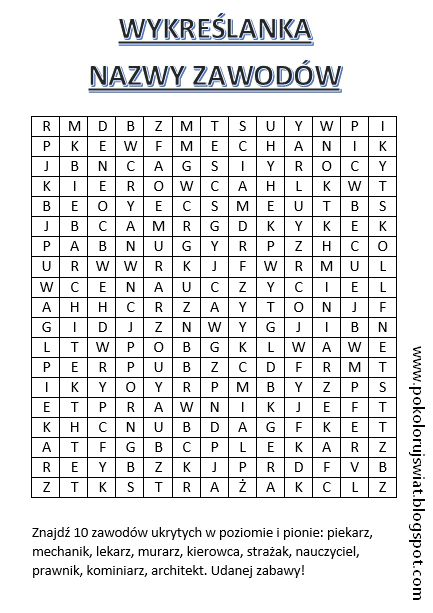 WYKREŚLANKA
NAZWY ZAWODÓW
R M D B Z M T S U Y W P I
P K E W F M E C H A N I K
J B N C A G S I Y R O C Y
K I E R O W C A H L K W T
B E O Y E C S M E U T B S
J B C A M R G D K Y K E K
P A B N U G Y R P Z H C O
U R W W R K J F W R M U L
W C E N A U C Z Y C I E L
A H H C R Z A Y T O N J F
G I D J Z N W Y G J I B N
L T W P O B G K L W A W E
P E R P U B Z C D F R M T
I K Y O Y R P M B Y Z P S
E T P R A W N I K J E F T
K H C N U B D A G F K E T
A T F G B C P L E K A R Z
R E Y B Z K J P R D F V B
Z T K S T R A Ż A K C L Z
Znajdź 10 zawodów ukrytych w poziomie i pionie: piekarz,
mechanik, lekarz, murarz, kierowca, strażak, nauczyciel,
prawnik, kominiarz, architekt. Udanej zabawy!
www.pokolorujswiat.blogspot.com